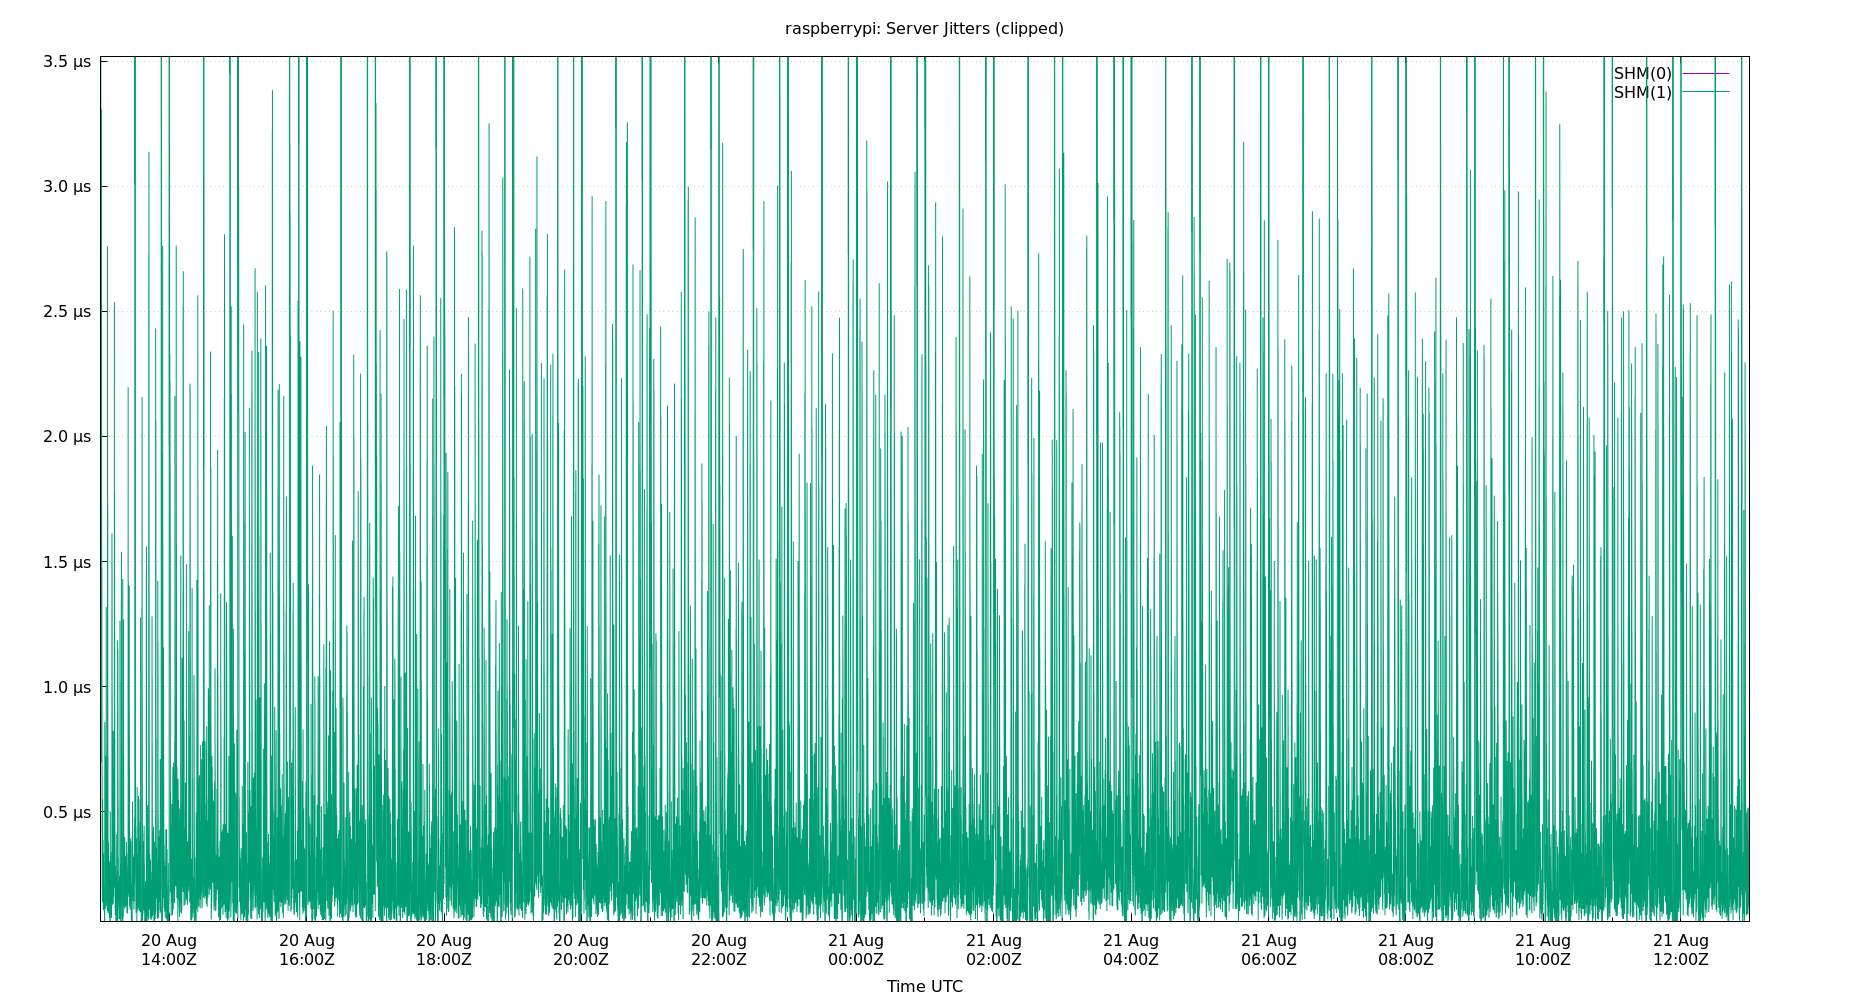 raspberrypi: Server Jitters (clipped)
3.5 µs
3.0 µs
2.5 µs
2.0 µs
1.5 µs
1.0 µs
0.5 µs
SHM(0)
SHM(1)
20 Aug 20 Aug 20 Aug 20 Aug 20 Aug 21 Aug 21 Aug 21 Aug 21 Aug 21 Aug 21 Aug 21 Aug
14:00Z 16:00Z 18:00Z 20:00Z 22:00Z 00:00Z 02:00Z 04:00Z 06:00Z 08:00Z 10:00Z 12:00Z
Time UTC